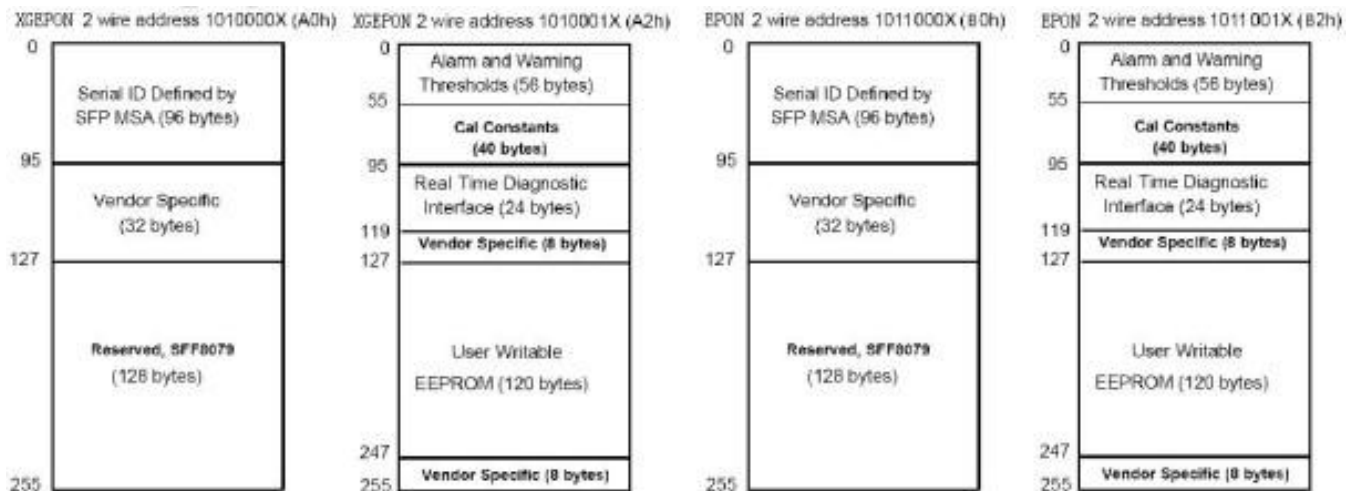 XGEPON 2 wire address 1010000X (A0h)
0
Serial ID Defined by
SFP MSA (96 bytes)
95
Vendor Specific
(32 bytes)
127
Reserved, SFF8079
(128 bytes)
255
XGEPON 2 wire address 1010001X (A2h)
0
Alarm and Warning
Thresholds (56 bytes)
55
Cal Constants
(40 bytes)
95
Real Time Diagnostic
Interface (24 bytes)
119
Vendor Specific (8 bytes)
127
User Writable
EEPROM (120 bytes)
247
Vendor Specific (8 bytes)
255
EPON 2 wire address 1011000X (B0h)
0
Serial ID Defined by
SFP MSA (96 bytes)
95
Vendor Specific
(32 bytes)
127
Reserved, SFF8079
(128 bytes)
255
EPON 2 wire address 1011001X (B2h)
0
Alarm and Warning
Thresholds (56 bytes)
55
Cal Constants
(40 bytes)
95
Real Time Diagnostic
Interface (24 bytes)
119
Vendor Specific (8 bytes)
127
User Writable
EEPROM (120 bytes)
247
Vendor Specific (8 bytes)
255